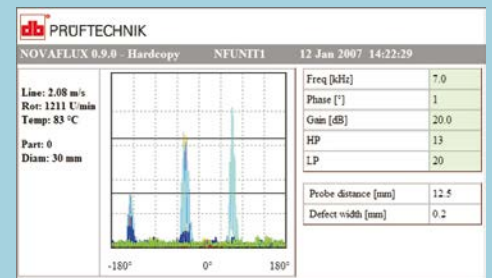 db PRÜFTECHNIK
NOVAFLUX 0.9.0 - Hardcopy NFUNIT1 12 Jan 2007 14:22:29
Line: 2.08 m/s
Rot: 1211 U/min
Temp: 83 °C
Part: 0
Diam: 30 mm
-180° 0° 180°
Freq [kHz] 7.0
Phase [°] 1
Gain [dB] 20.0
HP 13
LP 20
Probe distance [mm] 12.5
Defect width [mm] 0.2